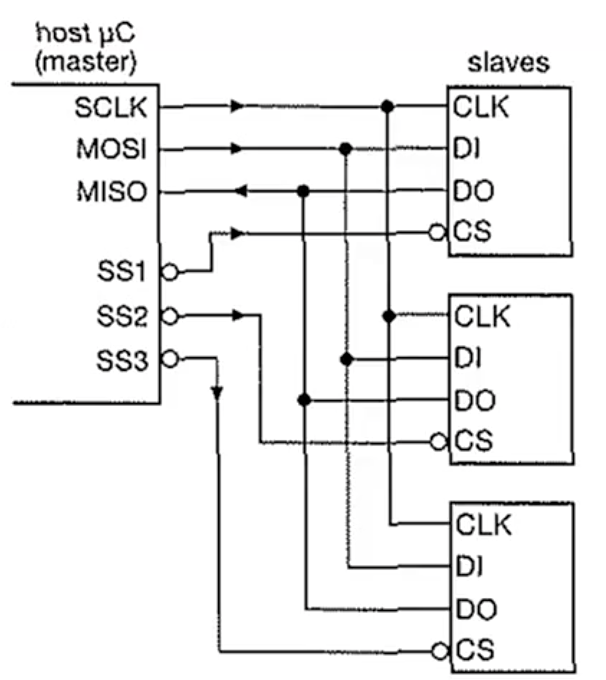 host µC
(master)
slaves
SCLK
MOSI
MISO
SS1
SS2
SS3
CLK
DI
DO
CS
CLK
DI
DO
CS
CLK
DI
DO
CS